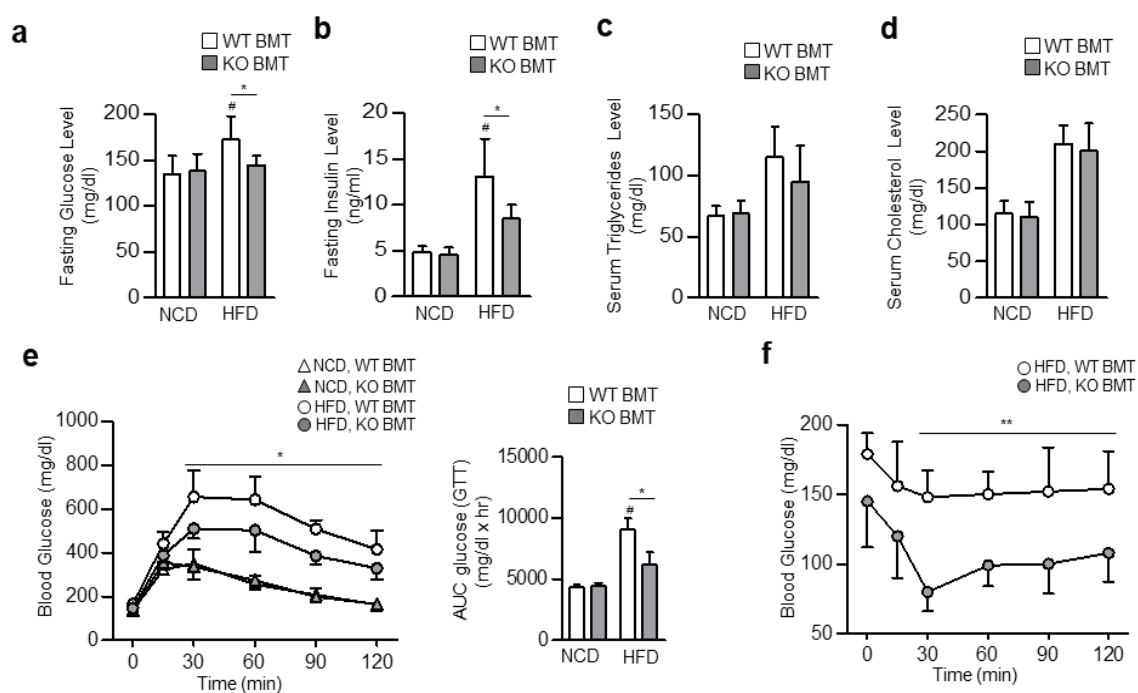 a
WT BMT
KO BMT
Fasting Glucose Level
(mg/dl)
200
150
100
50
0
#
*
NCD
HFD
b
WT BMT
KO BMT
Fasting Insulin Level
(ng/ml)
20
15
10
5
0
#
*
NCD
HFD
c
WT BMT
KO BMT
Serum Triglycerides Level
(mg/dl)
150
100
50
0
NCD
HFD
d
WT BMT
KO BMT
Serum Cholesterol Level
(mg/dl)
250
200
150
100
50
0
NCD
HFD
e
NCD, WT BMT
NCD, KO BMT
HFD, WT BMT
HFD, KO BMT
Blood Glucose (mg/dl)
1000
800
600
400
200
0
*
0
30
60
90
120
Time (min)
WT BMT
KO BMT
AUC glucose (GTT)
(mg/dl x hr)
15000
10000
5000
0
#
*
NCD
HFD
f
HFD, WT BMT
HFD, KO BMT
Blood Glucose (mg/dl)
200
150
100
50
**
0
30
60
90
120
Time (min)